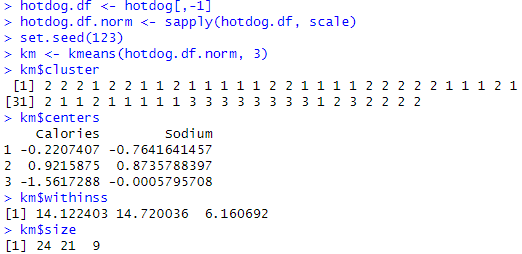 > hotdog.df <- hotdog[,-1]
> hotdog.df.norm <- sapply(hotdog.df, scale)
> set.seed(123)
> km <- kmeans(hotdog.df.norm, 3)
> km$cluster
[1] 2 2 2 1 2 2 1 1 2 1 1 1 1 1 2 2 1 1 1 1 2 2 2 2 2 1 1 1 2 1
[31] 2 1 1 2 1 1 1 1 1 3 3 3 3 3 3 3 3 1 2 3 2 2 2 2
> km$centers
Calories Sodium
1 -0.2207407 -0.7641641457
2 0.9215875 0.8735788397
3 -1.5617288 -0.0005795708
> km$withinss
[1] 14.122403 14.720036 6.160692
> km$size
[1] 24 21 9